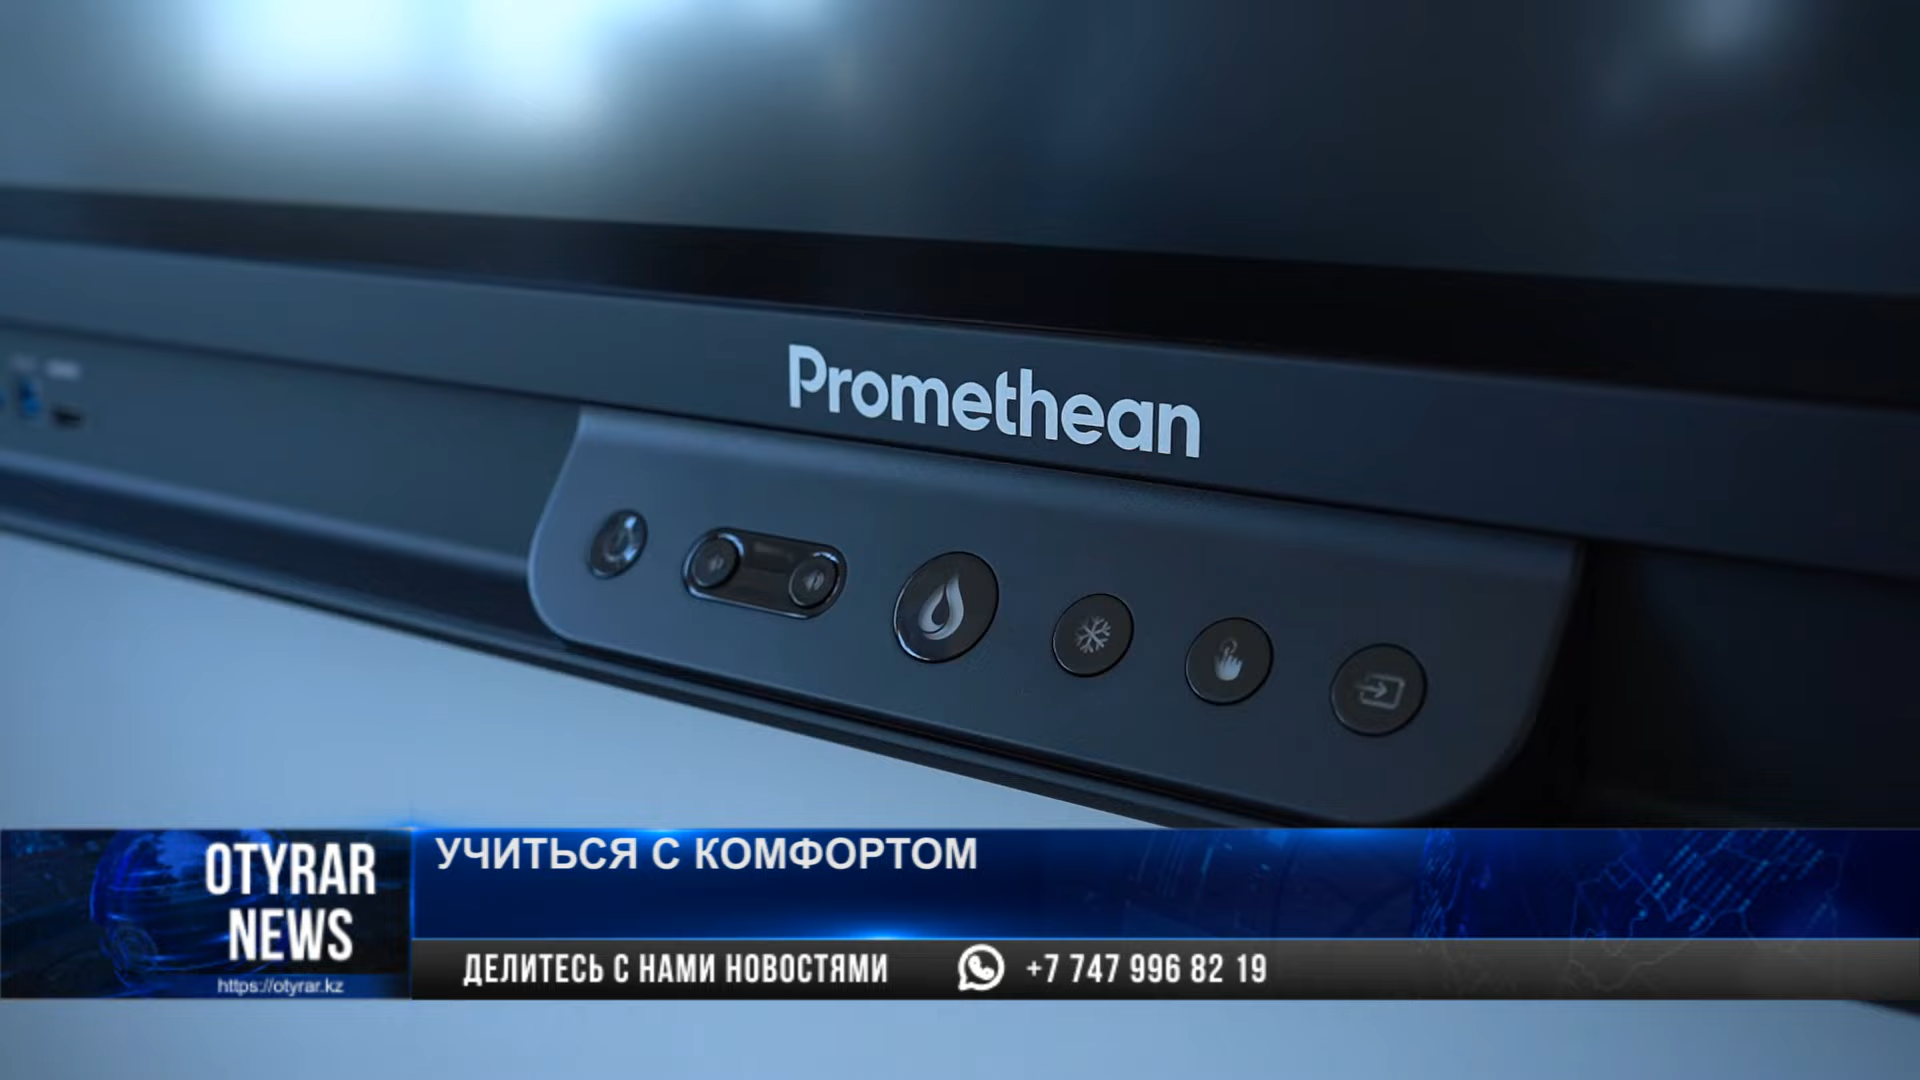 Promethean
OTYRAR
NEWS
https://otyrar.kz
УЧИТЬСЯ С КОМФОРТОМ
ДЕЛИТЕСЬ С НАМИ НОВОСТЯМИ
+7 747 996 82 19